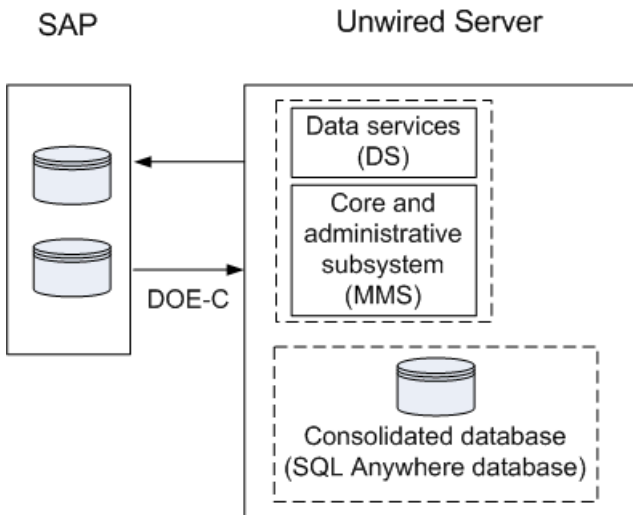 SAP
Unwired Server
Data services
(DS)
Core and
administrative
subsystem
(MMS)
DOE-C
Consolidated database
(SQL Anywhere database)